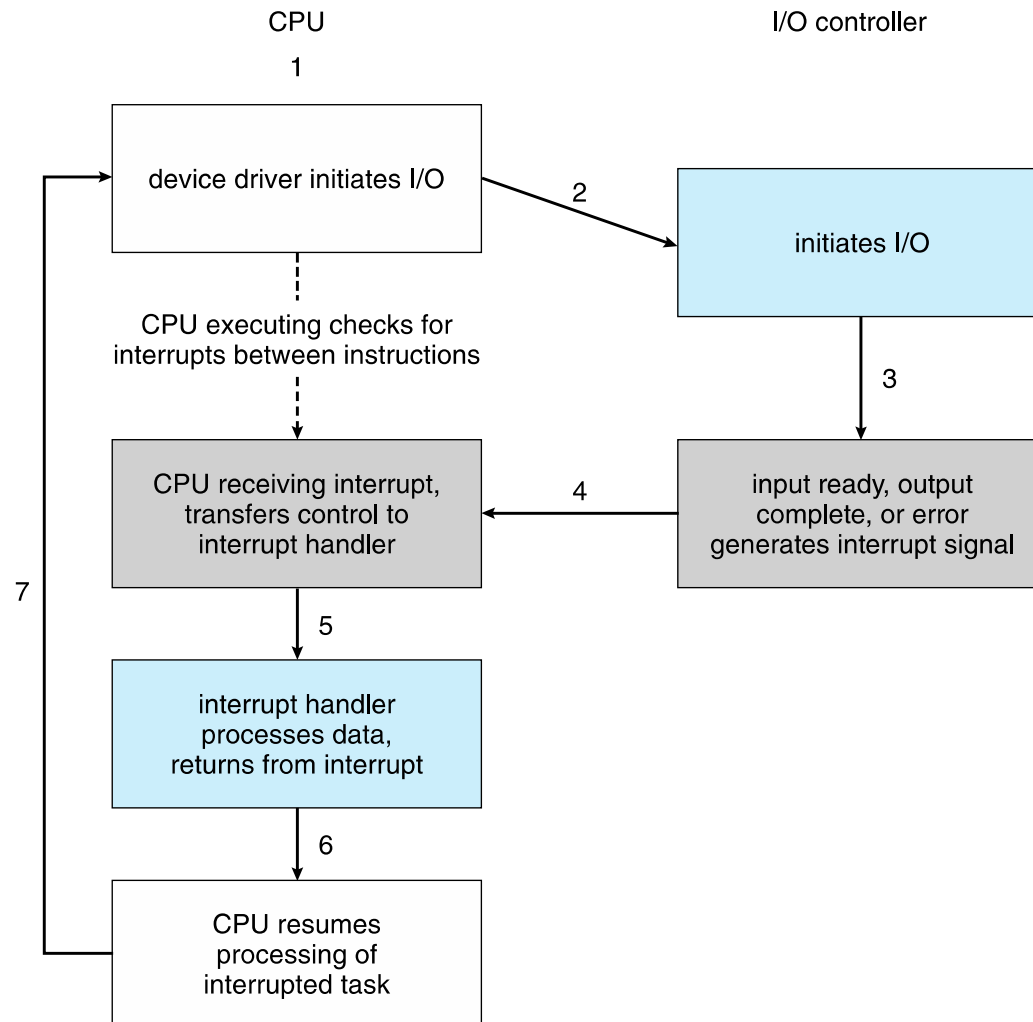 CPU
I/O controller
1
device driver initiates I/O
2
initiates I/O
CPU executing checks for
interrupts between instructions
3
CPU receiving interrupt,
transfers control to
interrupt handler
4
input ready, output
complete, or error
generates interrupt signal
5
7
interrupt handler
processes data,
returns from interrupt
6
CPU resumes
processing of
interrupted task